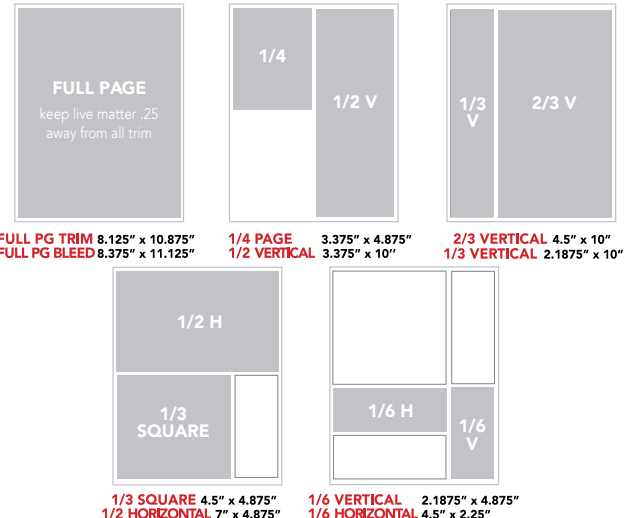 FULL PAGE
keep live matter .25
away from all trim
1/4
1/2 V
1/3
V
2/3 V
FULL PG TRIM 8.125" x 10.875"
FULL PG BLEED 8.375" x 11.125"
1/4 PAGE 3.375" x 4.875"
1/2 VERTICAL 3.375" x 10''
2/3 VERTICAL 4.5" x 10"
1/3 VERTICAL 2.1875" x 10"
1/2 H
1/3
SQUARE
1/6 H
1/6
V
1/3 SQUARE 4.5" x 4.875"
1/2 HORIZONTAL 7" x 4.875"
1/6 VERTICAL 2.1875" x 4.875"
1/6 HORIZONTAL 4.5" x 2.25"